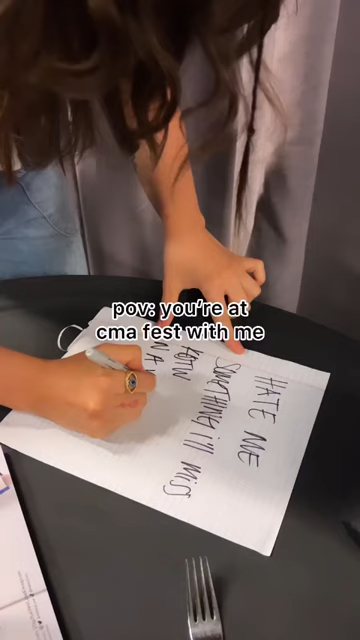 pov: you're at
cma fest with me
HATE ME
SOMETHING i'll MISS